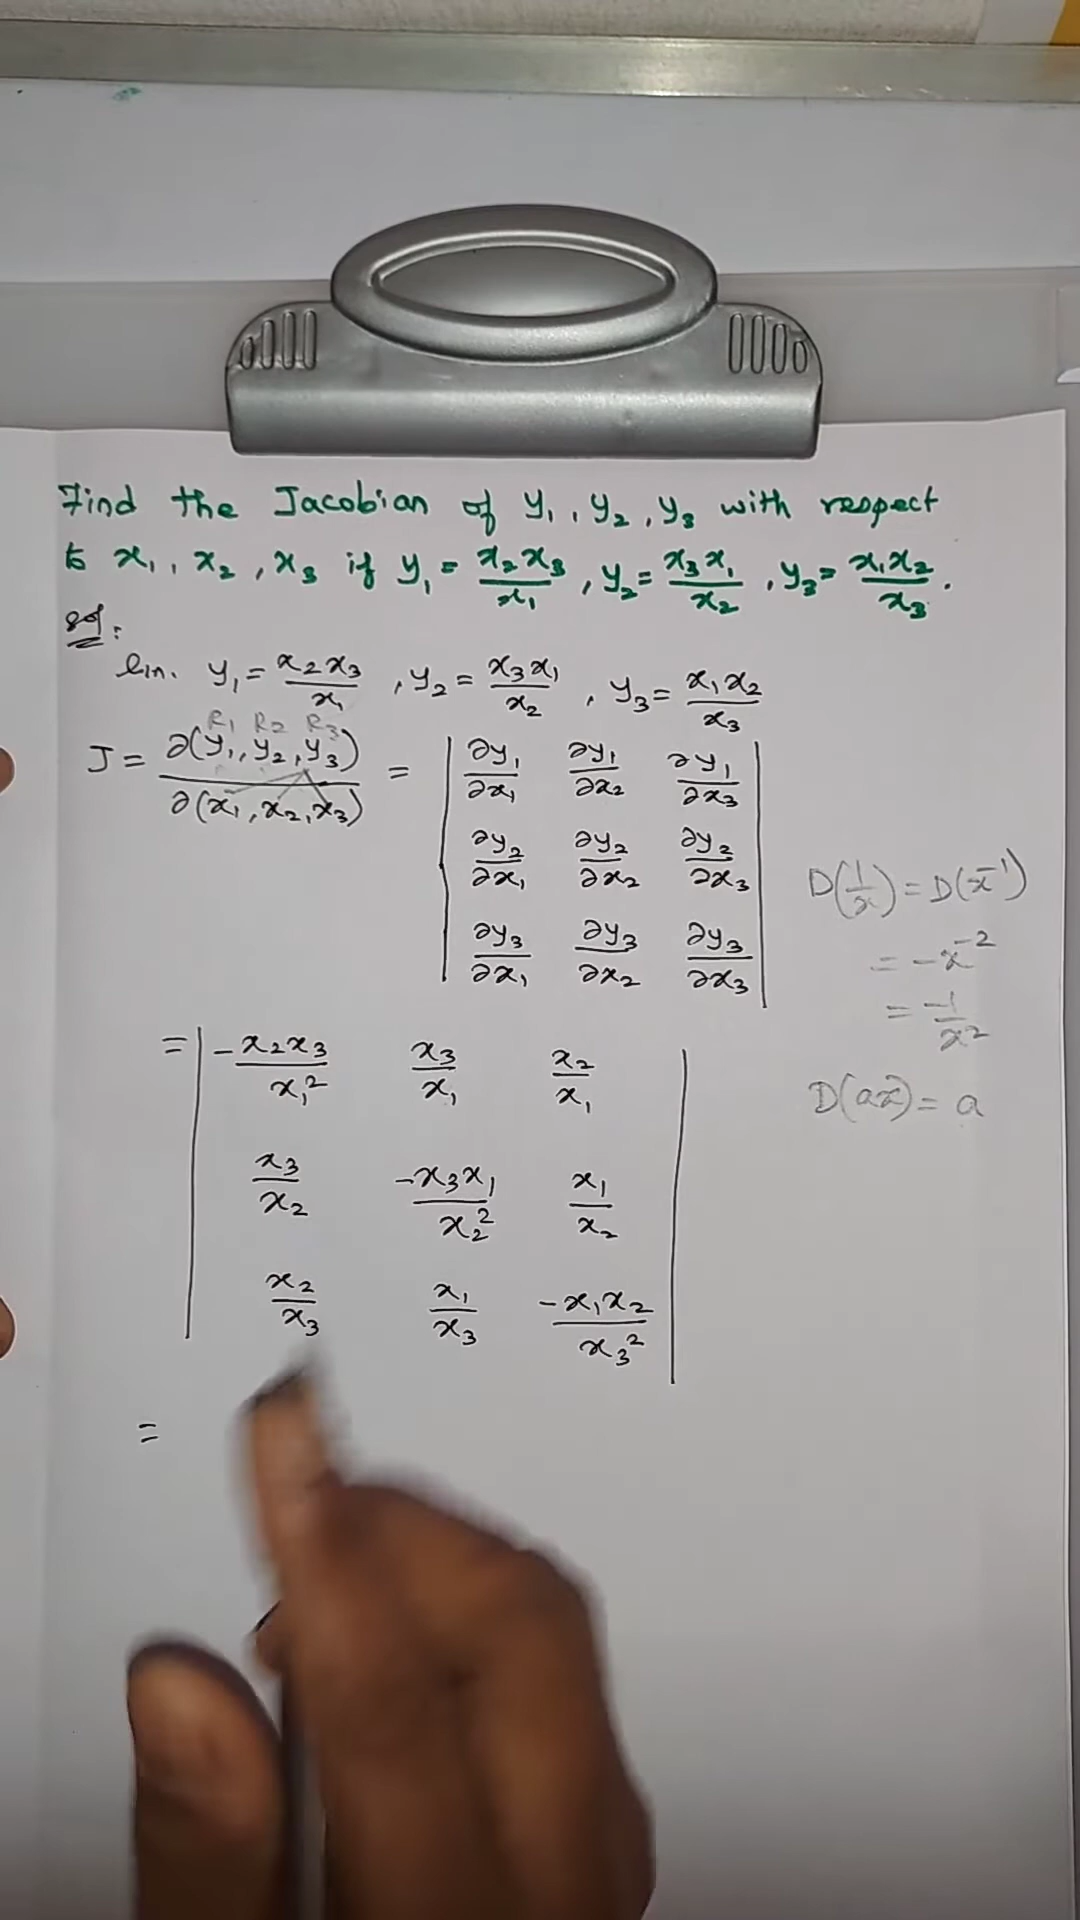 Find the Jacobian of y₁, y₂, y₃ with respect
to x₁, x₂, x₃ if y₁ = x₂x₃/x₁, y₂ = x₃x₁/x₂, y₃ = x₁x₂/x₃.
Sol:
y₁ = x₂x₃/x₁, y₂ = x₃x₁/x₂, y₃ = x₁x₂/x₃
R₁ R₂ R₃
J = ∂(y₁, y₂, y₃)/∂(x₁, x₂, x₃) = | ∂y₁/∂x₁ ∂y₁/∂x₂ ∂y₁/∂x₃ |
| ∂y₂/∂x₁ ∂y₂/∂x₂ ∂y₂/∂x₃ |
| ∂y₃/∂x₁ ∂y₃/∂x₂ ∂y₃/∂x₃ |
D(1/x) = D(x⁻¹)
= -x⁻²
= -1/x²
D(ax) = a
= | -x₂x₃/x₁² x₃/x₁ x₂/x₁ |
| x₃/x₂ -x₃x₁/x₂² x₁/x₂ |
| x₂/x₃ x₁/x₃ -x₁x₂/x₃² |
=